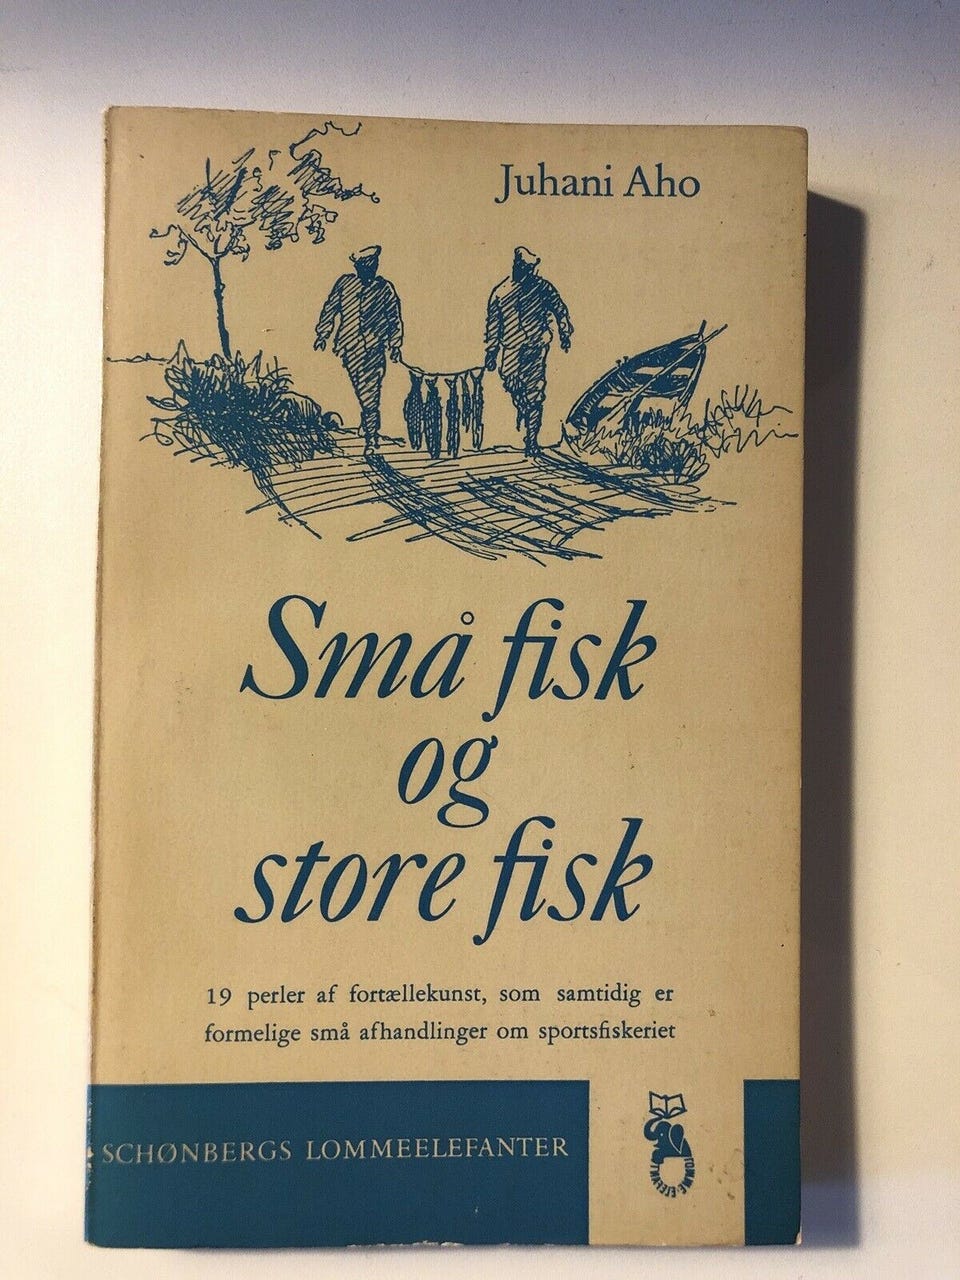 Juhani Aho
Små fisk
og
store fisk
19 perler af fortællekunst, som samtidig er
formelige små afhandlinger om sportsfiskeriet
SCHØNBERGS LOMMEELEFANTER